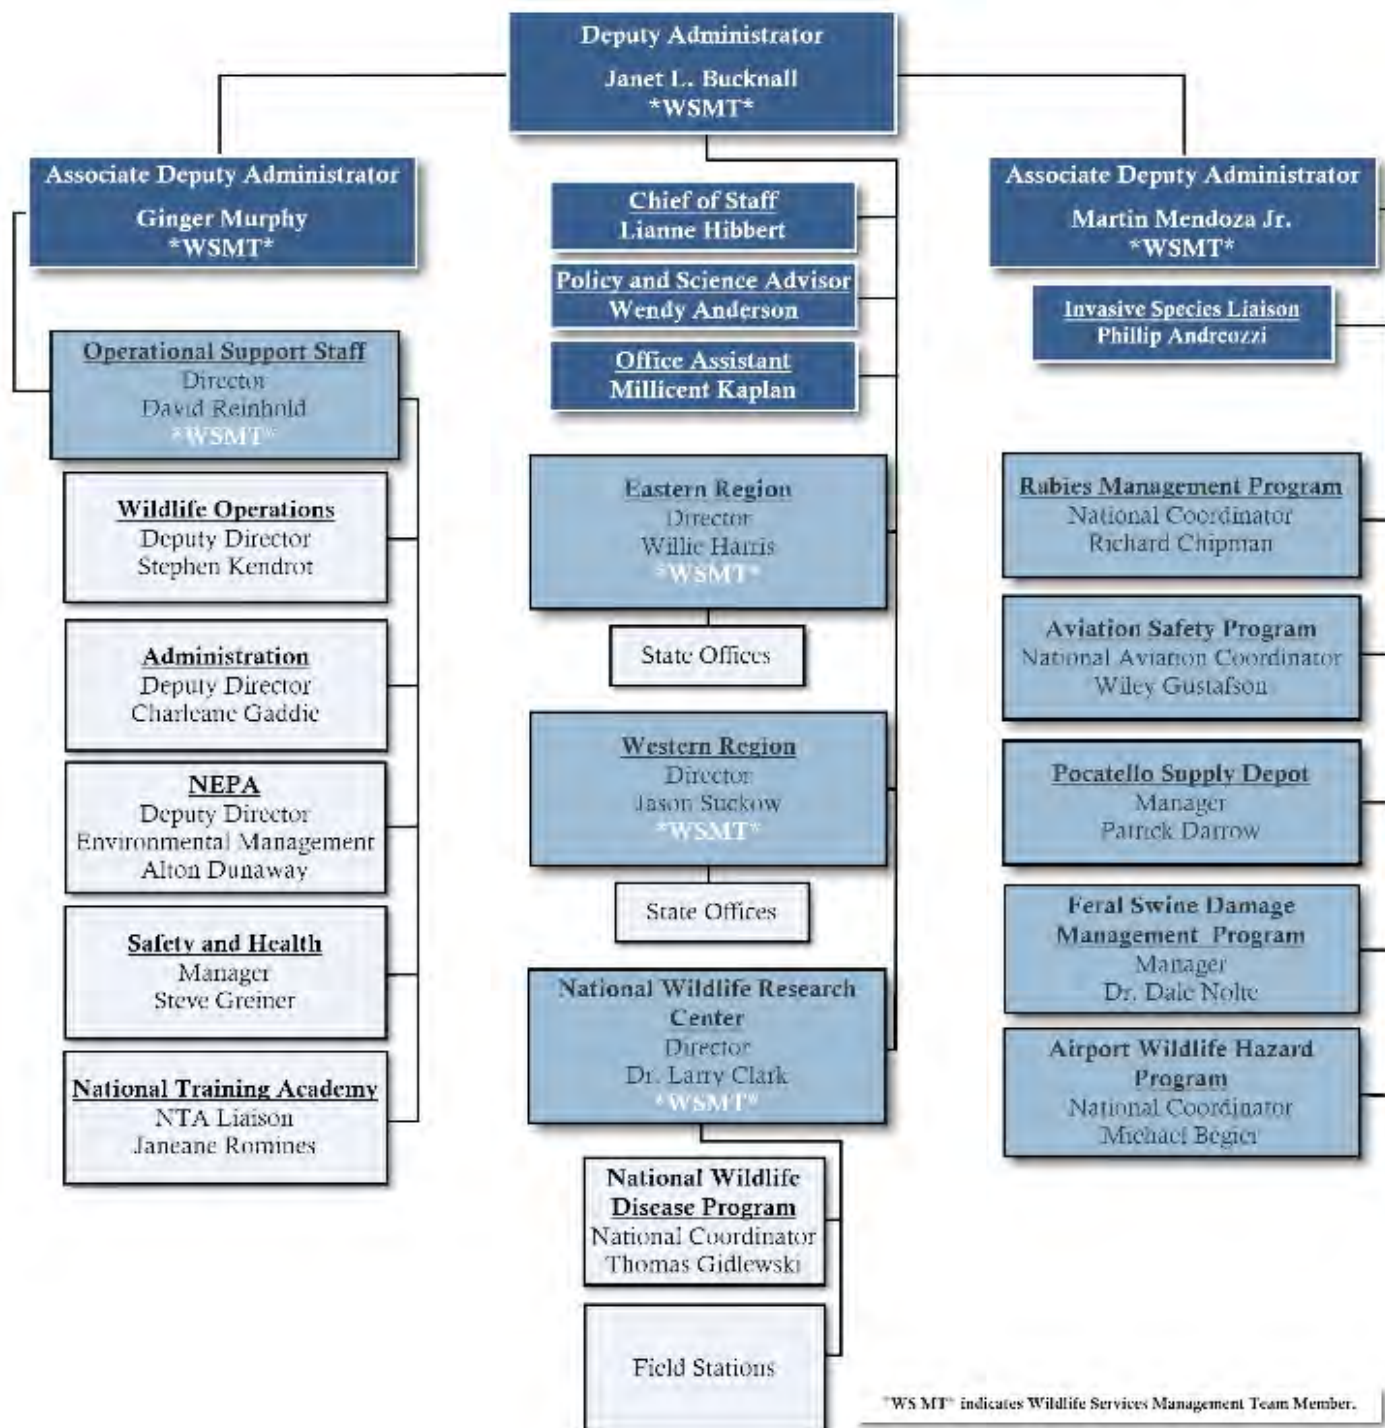 Deputy Administrator
Janet L. Bucknall
*WSMT*
Associate Deputy Administrator
Ginger Murphy
*WSMT*
Operational Support Staff
Director
David Reinhold
*WSMT*
Wildlife Operations
Deputy Director
Stephen Kendrot
Administration
Deputy Director
Charleane Gaddie
NEPA
Deputy Director
Environmental Management
Alton Dunaway
Safety and Health
Manager
Steve Greiner
National Training Academy
NTA Liaison
Janeane Romines
Chief of Staff
Lianne Hibbert
Policy and Science Advisor
Wendy Anderson
Office Assistant
Millicent Kaplan
Eastern Region
Director
Willie Harris
*WSMT*
State Offices
Western Region
Director
Jason Suckow
*WSMT*
State Offices
National Wildlife Research
Center
Director
Dr. Larry Clark
*WSMT*
National Wildlife
Disease Program
National Coordinator
Thomas Gidlewski
Field Stations
Associate Deputy Administrator
Martin Mendoza Jr.
*WSMT*
Invasive Species Liaison
Phillip Andreozzi
Rabies Management Program
National Coordinator
Richard Chipman
Aviation Safety Program
National Aviation Coordinator
Wiley Gustafson
Pocatello Supply Depot
Manager
Patrick Darrow
Feral Swine Damage
Management Program
Manager
Dr. Dale Nolte
Airport Wildlife Hazard
Program
National Coordinator
Michael Begier
*WS MT* indicates Wildlife Services Management Team Member.